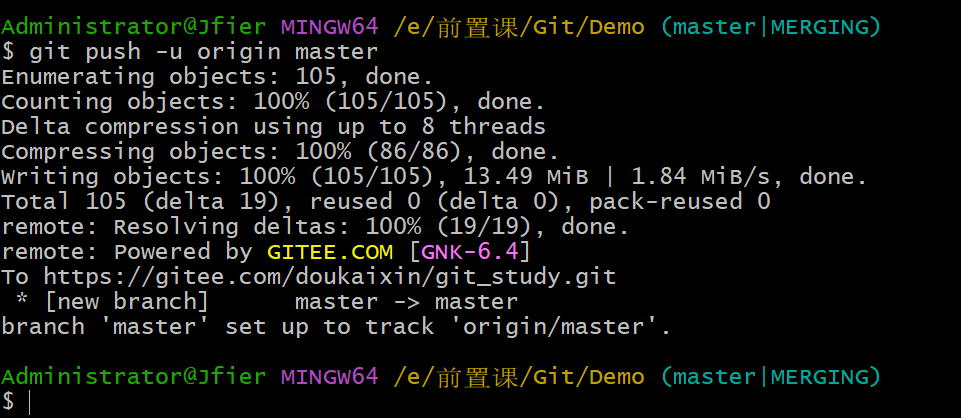 Administrator@Jfier MINGW64 /e/前置课/Git/Demo (master|MERGING)
$ git push -u origin master
Enumerating objects: 105, done.
Counting objects: 100% (105/105), done.
Delta compression using up to 8 threads
Compressing objects: 100% (86/86), done.
Writing objects: 100% (105/105), 13.49 MiB | 1.84 MiB/s, done.
Total 105 (delta 19), reused 0 (delta 0), pack-reused 0
remote: Resolving deltas: 100% (19/19), done.
remote: Powered by GITEE.COM [GNK-6.4]
To https://gitee.com/doukaixin/git_study.git
 * [new branch]      master -> master
branch 'master' set up to track 'origin/master'.
Administrator@Jfier MINGW64 /e/前置课/Git/Demo (master|MERGING)
$